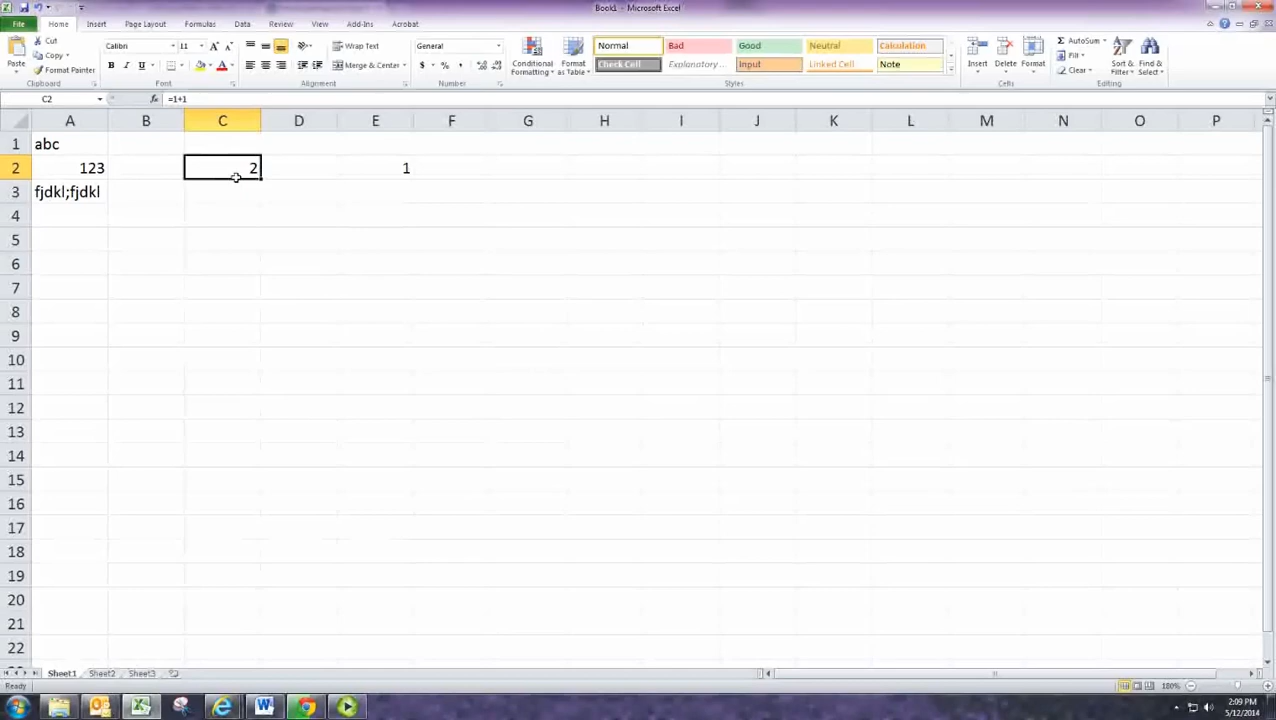 Book1 - Microsoft Excel
File Home Insert Page Layout Formulas Data Review View Add-Ins Acrobat
Cut
Copy
Format Painter
Paste
Clipboard
Calibri 11
B I U
Font
Wrap Text
Merge & Center
Alignment
General
$ % ,
Number
Conditional Formatting
Format as Table
Normal Bad Good Neutral Calculation
Check Cell Explanatory ... Input Linked Cell Note
Styles
Insert Delete Format
Cells
AutoSum
Fill
Clear
Sort & Filter
Find & Select
Editing
C2 fx =1+1
A B C D E F G H I J K L M N O P
1 abc
2 123 2 1
3 fjdkl;fjdkl
4
5
6
7
8
9
10
11
12
13
14
15
16
17
18
19
20
21
22
Sheet1 Sheet2 Sheet3
Ready 180%
2:09 PM
5/12/2014